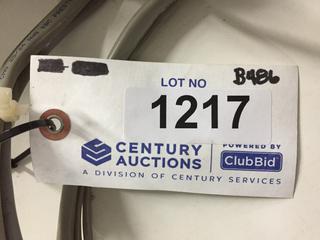 LOT NO
B486
1217
CENTURY
AUCTIONS
POWERED BY
ClubBid
A DIVISION OF CENTURY SERVICES